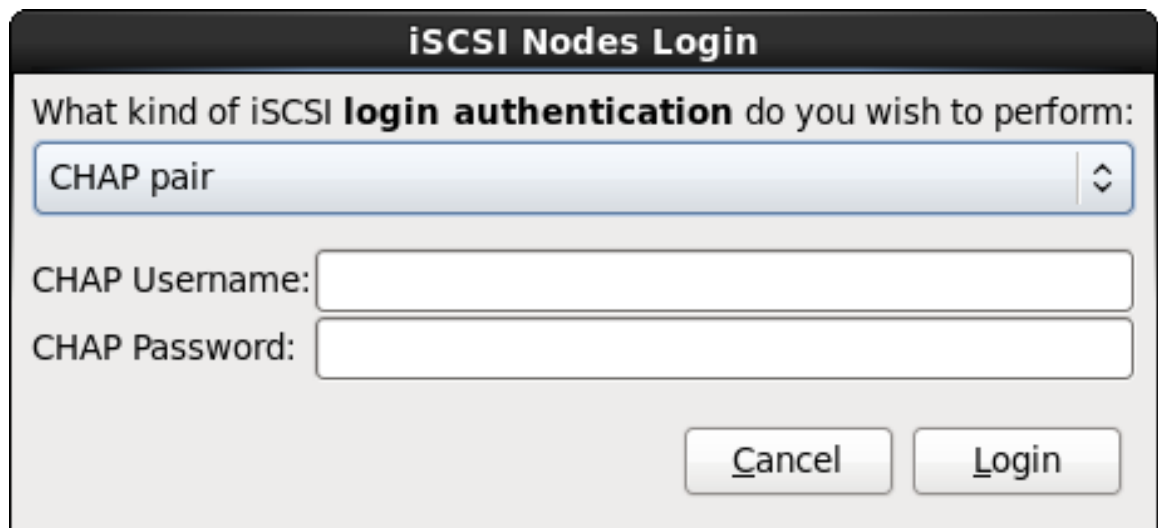 iSCSI Nodes Login
What kind of iSCSI login authentication do you wish to perform:
CHAP pair
CHAP Username:
CHAP Password:
Cancel Login